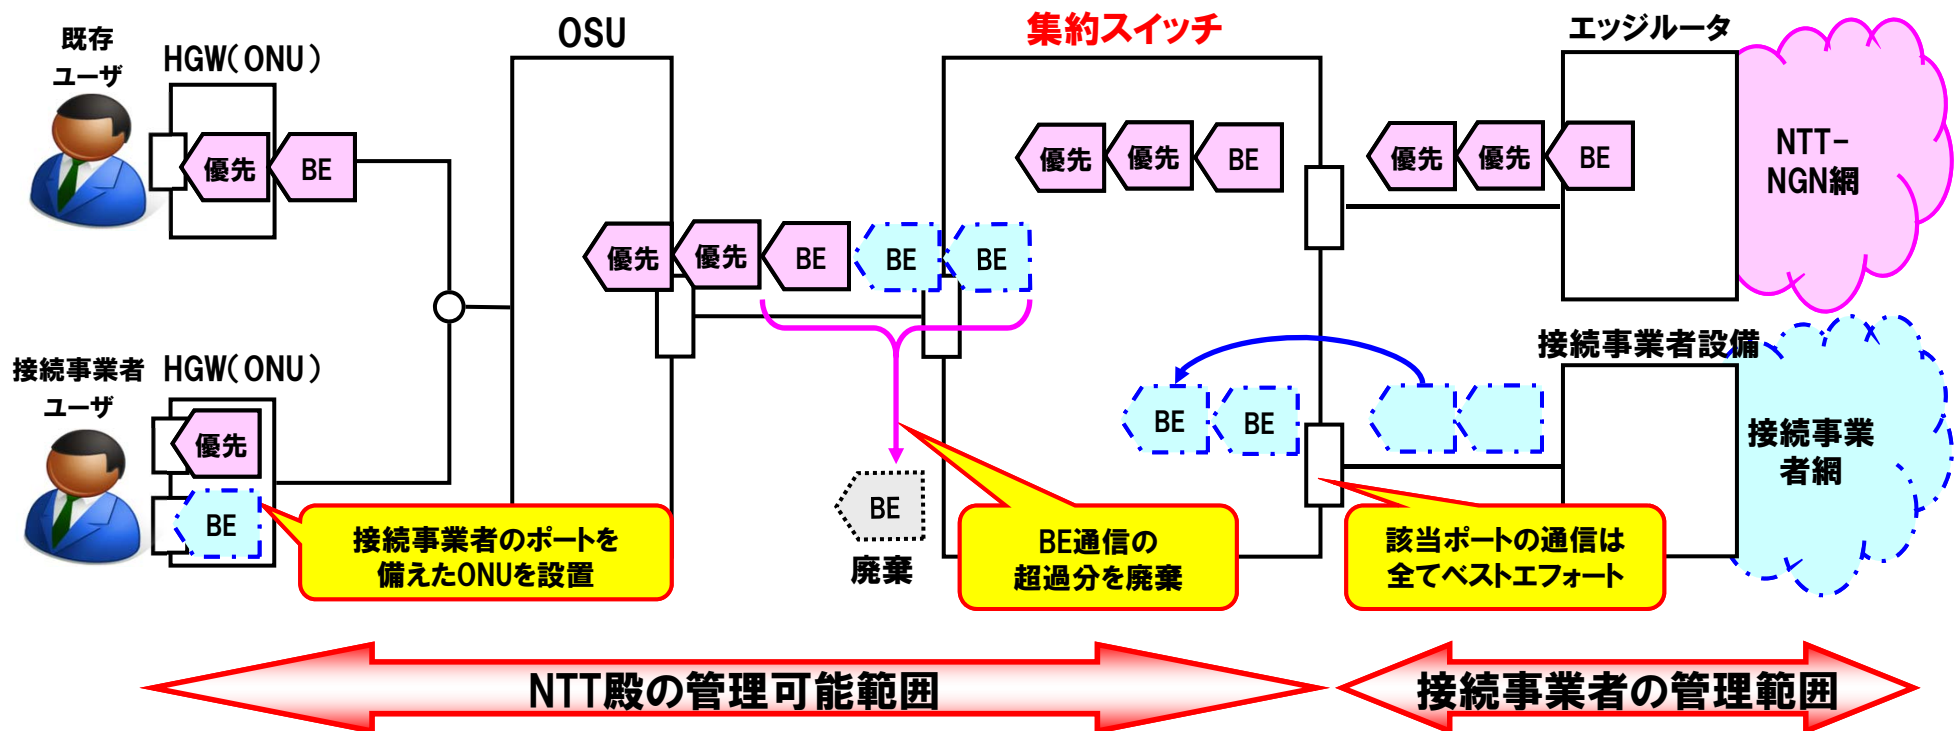 既存
ユーザ
HGW(ONU)
優先
BE
OSU
集約スイッチ
エッジルータ
優先
優先
BE
優先
優先
BE
NTT-
NGN網
優先
優先
BE
BE
BE
接続事業者
ユーザ
HGW(ONU)
優先
BE
接続事業者のポートを
備えたONUを設置
BE
廃棄
BE通信の
超過分を廃棄
BE
BE
接続事業者設備
接続事業
者網
該当ポートの通信は
全てベストエフォート
NTT殿の管理可能範囲
接続事業者の管理範囲